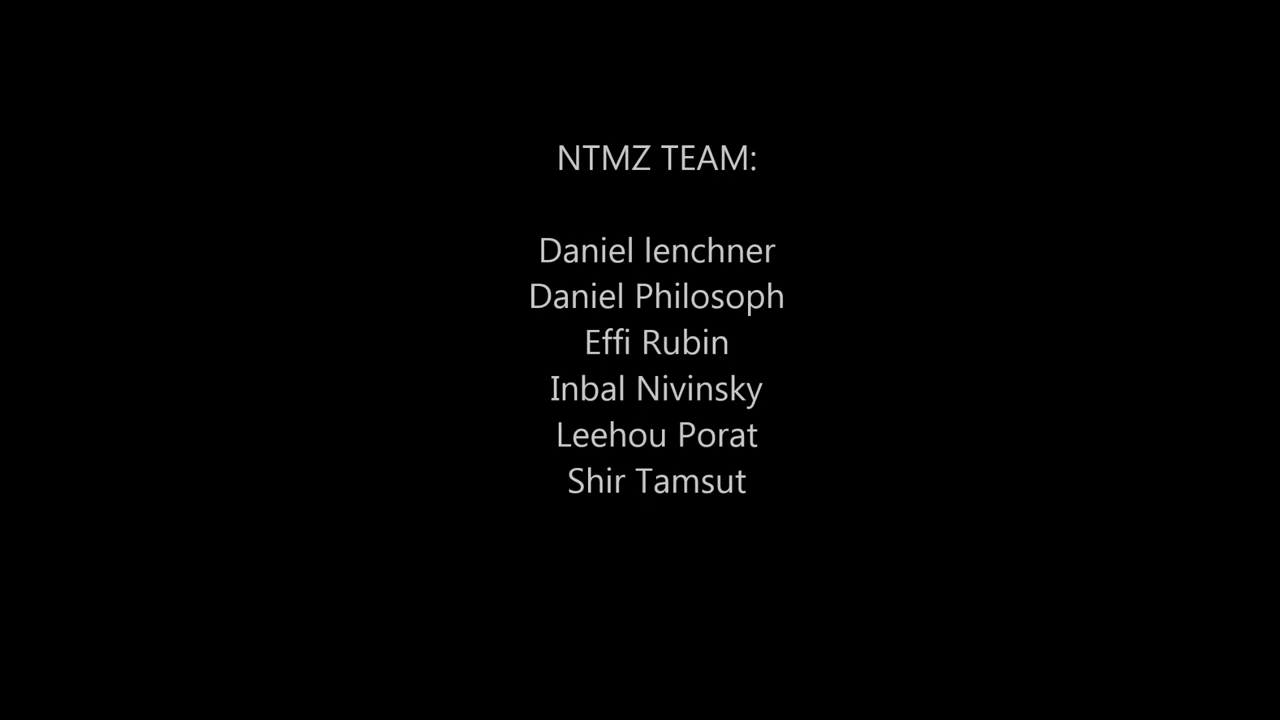 NTMZ TEAM:
Daniel lenchner
Daniel Philosoph
Effi Rubin
Inbal Nivinsky
Leehou Porat
Shir Tamsut